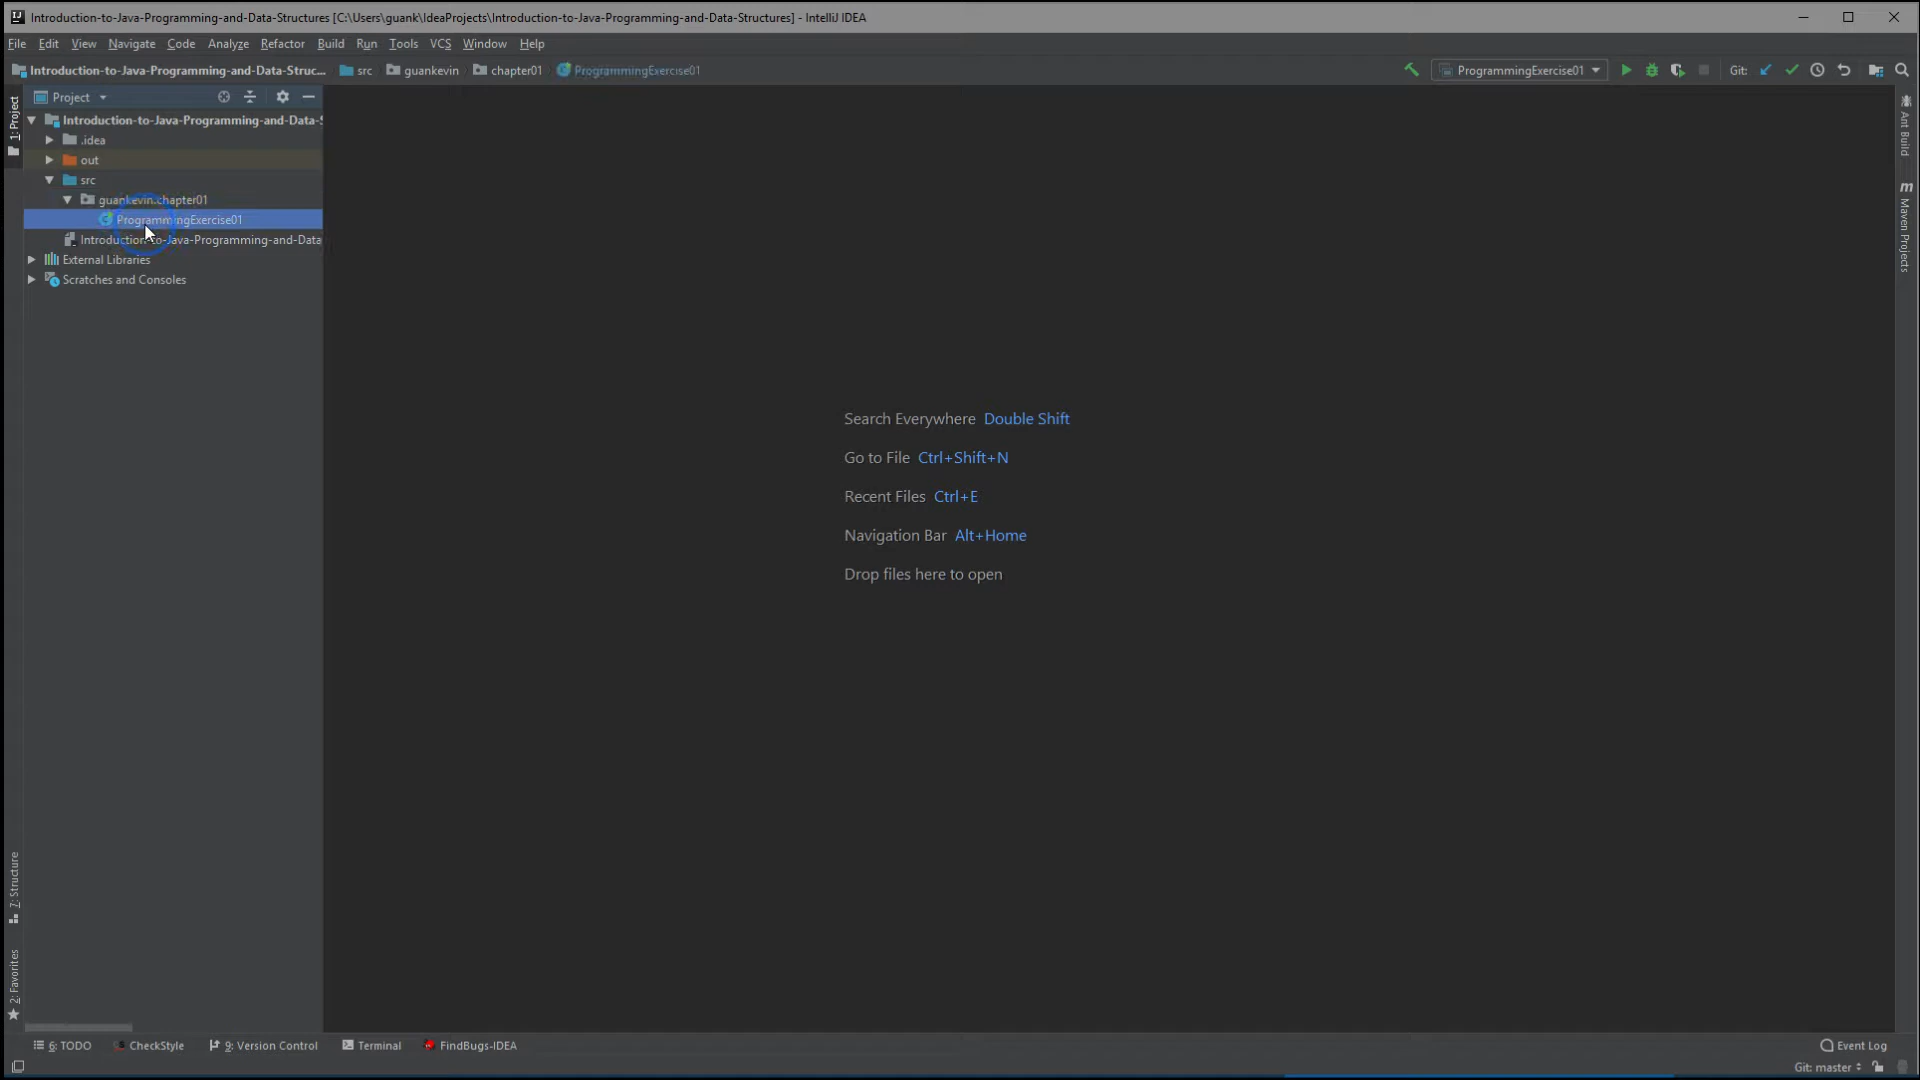 Introduction-to-Java-Programming-and-Data-Structures [C:\Users\guank\IdeaProjects\Introduction-to-Java-Programming-and-Data-Structures] - IntelliJ IDEA
File Edit View Navigate Code Analyze Refactor Build Run Tools VCS Window Help
Introduction-to-Java-Programming-and-Data-Struc... src guankevin chapter01 ProgrammingExercise01 ProgrammingExercise01 Git:
Project
Introduction-to-Java-Programming-and-Data-S
.idea
out
src
guankevin.chapter01
ProgrammingExercise01
Introduction-to-Java-Programming-and-Data
External Libraries
Scratches and Consoles
1: Project
7: Structure
2: Favorites
Search Everywhere Double Shift
Go to File Ctrl+Shift+N
Recent Files Ctrl+E
Navigation Bar Alt+Home
Drop files here to open
Ant Build
m Maven Projects
6: TODO CheckStyle 9: Version Control Terminal FindBugs-IDEA Event Log
Git: master